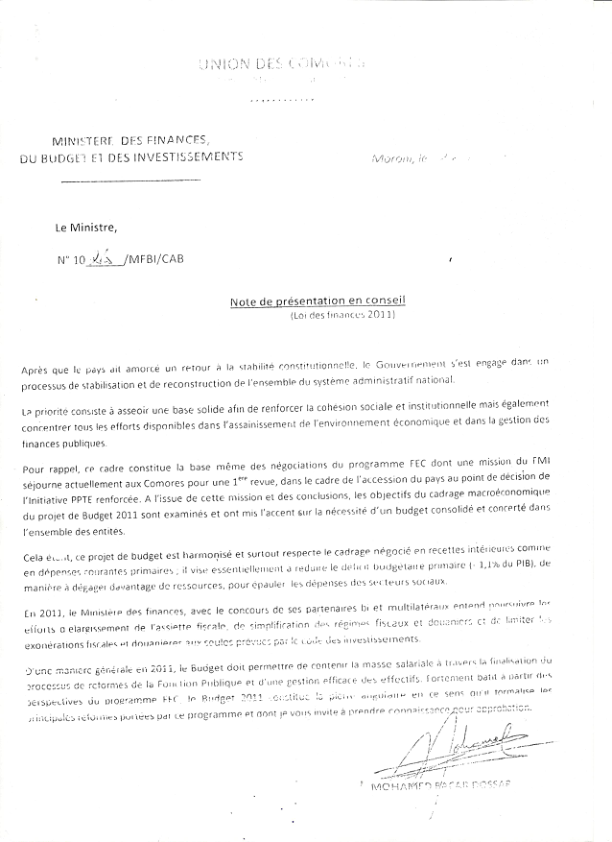 UNION DES COMORES
MINISTERE DES FINANCES,
DU BUDGET ET DES INVESTISSEMENTS
Moroni, le
Le Ministre,
N° 10 /MFBI/CAB
Note de présentation en conseil
(Loi des finances 2011)
Après que le pays ait amorcé un retour à la stabilité constitutionnelle, le Gouvernement s'est engage dans un
processus de stabilisation et de reconstruction de l'ensemble du système administratif national.
La priorité consiste à asseoir une base solide afin de renforcer la cohésion sociale et institutionnelle mais également
concentrer tous les efforts disponibles dans l'assainissement de l'environnement économique et dans la gestion des
finances publiques.
Pour rappel, ce cadre constitue la base même des négociations du programme FEC dont une mission du FMI
séjourne actuellement aux Comores pour une 1ère revue, dans le cadre de l'accession du pays au point de décision de
l'Initiative PPTE renforcée. A l'issue de cette mission et des conclusions, les objectifs du cadrage macroéconomique
du projet de Budget 2011 sont examinés et ont mis l'accent sur la nécessité d'un budget consolidé et concerté dans
l'ensemble des entités.
Cela étant, ce projet de budget est harmonisé et surtout respecte le cadrage négocié en recettes intérieures comme
en dépenses courantes primaires ; il vise essentiellement à réduire le déficit budgétaire primaire (- 1,1% du PIB), de
manière à dégager davantage de ressources, pour épauler les dépenses des secteurs sociaux.
En 2011, le Ministère des finances, avec le concours de ses partenaires bi et multilatéraux entend poursuivre les
efforts d'élargissement de l'assiette fiscale, de simplification des régimes fiscaux et douaniers et de limiter les
exonérations fiscales et douanières aux seules prévues par le code des investissements.
D'une manière générale en 2011, le Budget doit permettre de contenir la masse salariale à travers la finalisation du
processus de réformes de la Fonction Publique et d'une gestion efficace des effectifs. Fortement bâti à partir des
perspectives du programme FEC, le Budget 2011 constitue la pierre angulaire en ce sens qu'il formalise les
principales réformes portées par ce programme et dont je vous invite à prendre connaissance pour approbation.
MOHAMED BACAR DOSSAR